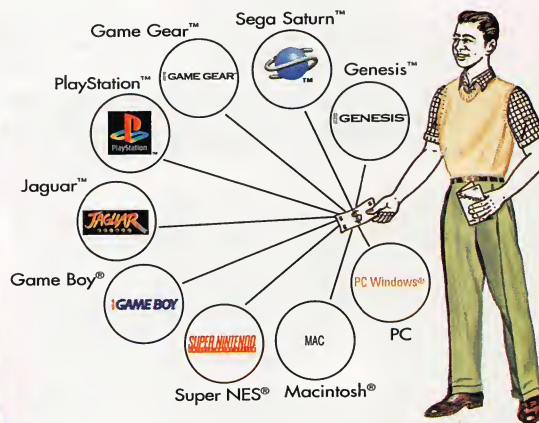 Sega Saturn™
Game Gear™
Genesis™
PlayStation™
Jaguar™
Game Boy®
Super NES®
Macintosh®
PC
GAME GEAR
TM
GENESIS
PlayStation
JAGUAR
GAME BOY
SUPER NINTENDO
MAC
PC Windows®
$